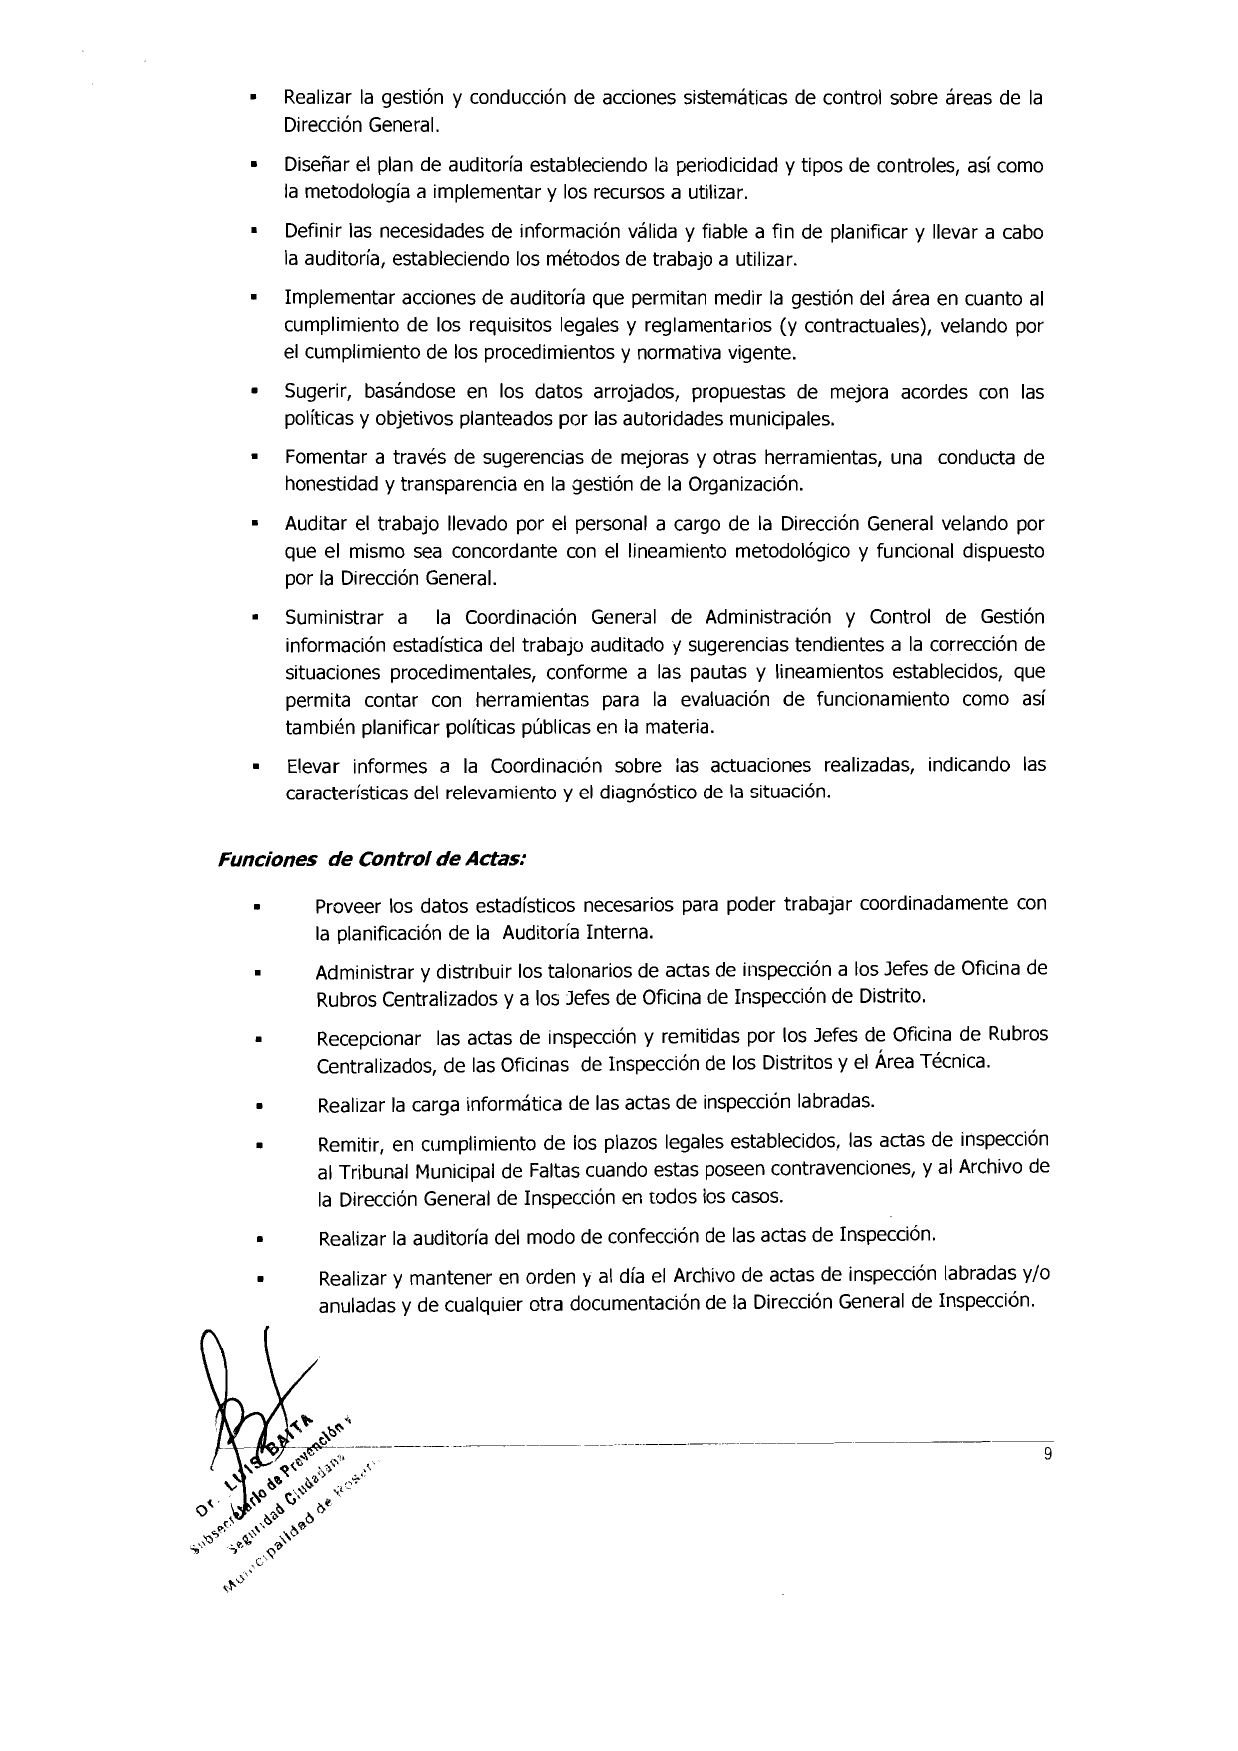 ▪ Realizar la gestión y conducción de acciones sistemáticas de control sobre áreas de la
Dirección General.
▪ Diseñar el plan de auditoría estableciendo la periodicidad y tipos de controles, así como
la metodología a implementar y los recursos a utilizar.
▪ Definir las necesidades de información válida y fiable a fin de planificar y llevar a cabo
la auditoría, estableciendo los métodos de trabajo a utilizar.
▪ Implementar acciones de auditoría que permitan medir la gestión del área en cuanto al
cumplimiento de los requisitos legales y reglamentarios (y contractuales), velando por
el cumplimiento de los procedimientos y normativa vigente.
▪ Sugerir, basándose en los datos arrojados, propuestas de mejora acordes con las
políticas y objetivos planteados por las autoridades municipales.
▪ Fomentar a través de sugerencias de mejoras y otras herramientas, una conducta de
honestidad y transparencia en la gestión de la Organización.
▪ Auditar el trabajo llevado por el personal a cargo de la Dirección General velando por
que el mismo sea concordante con el lineamiento metodológico y funcional dispuesto
por la Dirección General.
▪ Suministrar a la Coordinación General de Administración y Control de Gestión
información estadística del trabajo auditado y sugerencias tendientes a la corrección de
situaciones procedimentales, conforme a las pautas y lineamientos establecidos, que
permita contar con herramientas para la evaluación de funcionamiento como así
también planificar políticas públicas en la materia.
▪ Elevar informes a la Coordinación sobre las actuaciones realizadas, indicando las
características del relevamiento y el diagnóstico de la situación.
Funciones de Control de Actas:
▪ Proveer los datos estadísticos necesarios para poder trabajar coordinadamente con
la planificación de la Auditoría Interna.
▪ Administrar y distribuir los talonarios de actas de inspección a los Jefes de Oficina de
Rubros Centralizados y a los Jefes de Oficina de Inspección de Distrito.
▪ Recepcionar las actas de inspección y remitidas por los Jefes de Oficina de Rubros
Centralizados, de las Oficinas de Inspección de los Distritos y el Área Técnica.
▪ Realizar la carga informática de las actas de inspección labradas.
▪ Remitir, en cumplimiento de los plazos legales establecidos, las actas de inspección
al Tribunal Municipal de Faltas cuando estas poseen contravenciones, y al Archivo de
la Dirección General de Inspección en todos los casos.
▪ Realizar la auditoría del modo de confección de las actas de Inspección.
▪ Realizar y mantener en orden y al día el Archivo de actas de inspección labradas y/o
anuladas y de cualquier otra documentación de la Dirección General de Inspección.
9
Dr. LUIS BAITA
Subsecretario de Prevención y
Seguridad Ciudadana
Municipalidad de Rosario